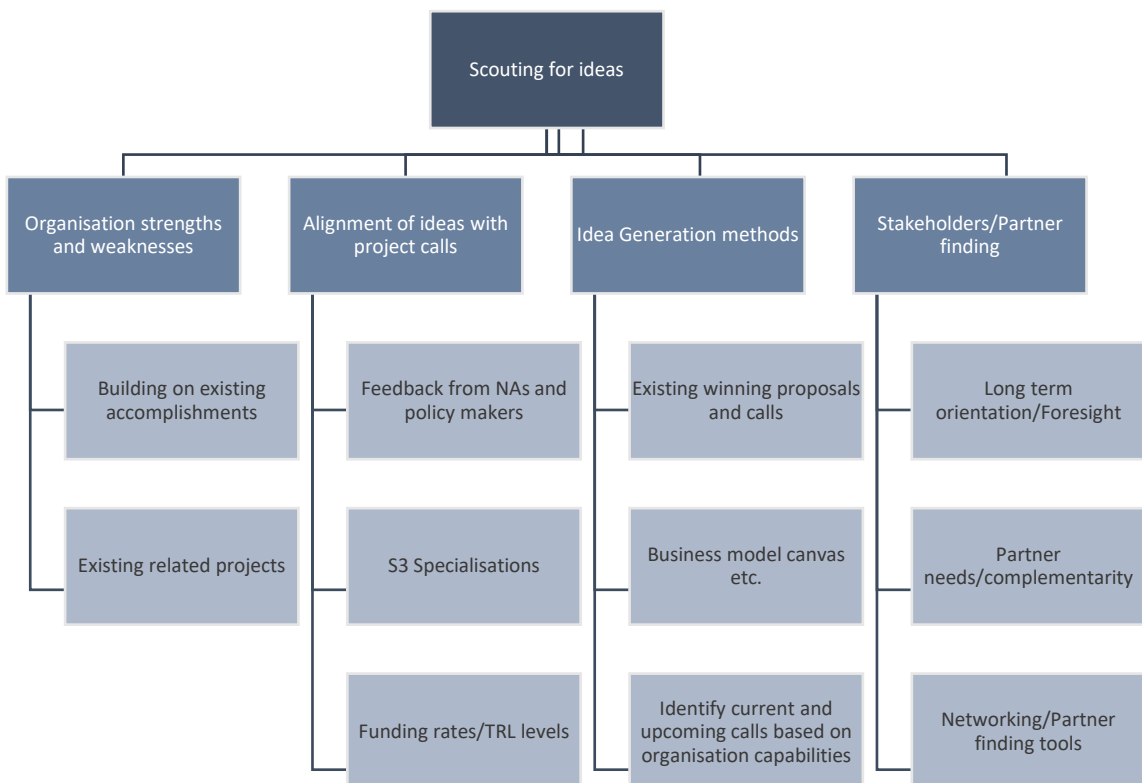 Scouting for ideas
Organisation strengths
and weaknesses
Alignment of ideas with
project calls
Idea Generation methods
Stakeholders/Partner
finding
Building on existing
accomplishments
Feedback from NAs and
policy makers
Existing winning proposals
and calls
Long term
orientation/Foresight
Existing related projects
S3 Specialisations
Business model canvas
etc.
Partner
needs/complementarity
Funding rates/TRL levels
Identify current and
upcoming calls based on
organisation capabilities
Networking/Partner
finding tools